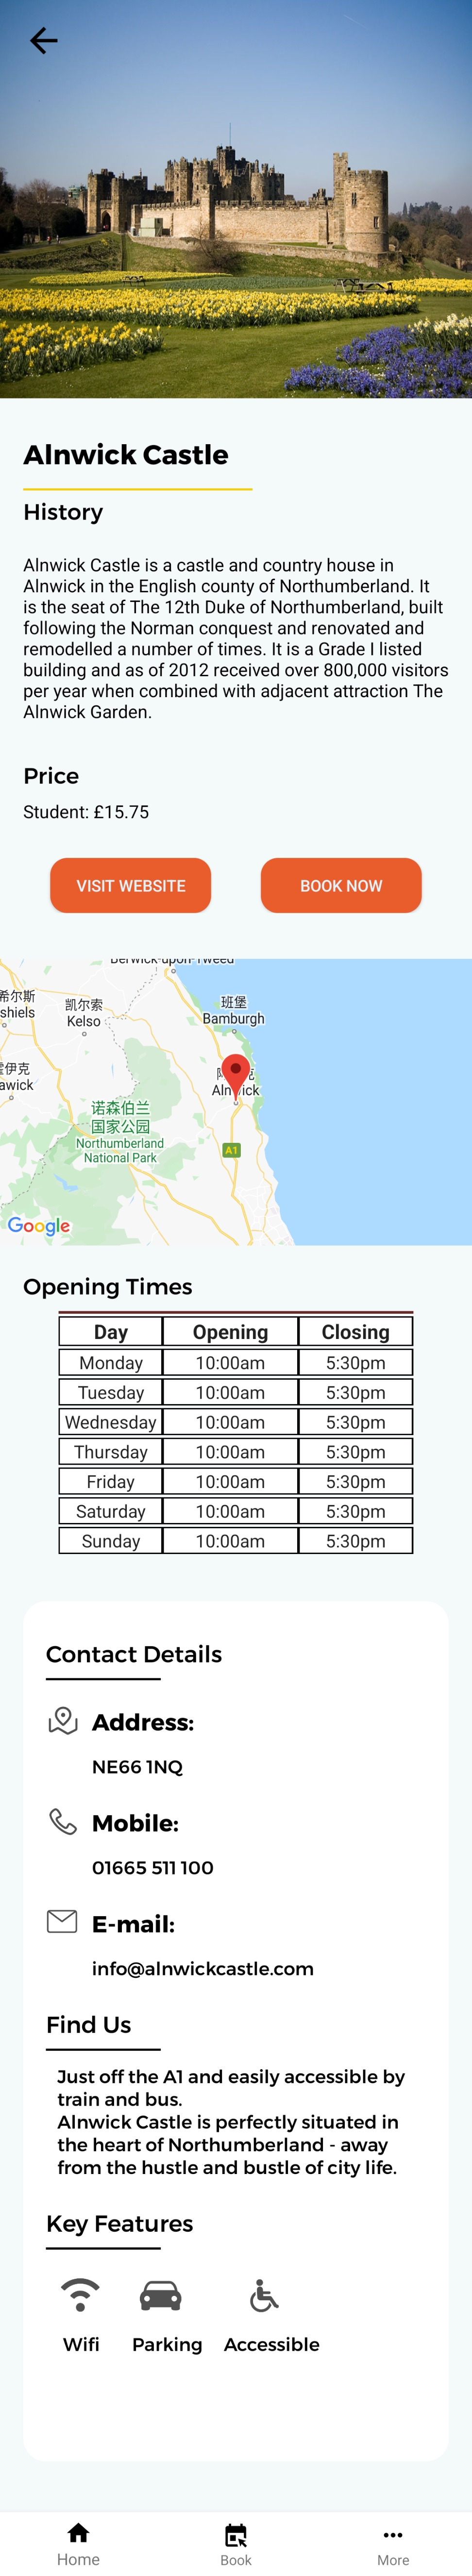 Alnwick Castle
History
Alnwick Castle is a castle and country house in
Alnwick in the English county of Northumberland. It
is the seat of The 12th Duke of Northumberland, built
following the Norman conquest and renovated and
remodelled a number of times. It is a Grade I listed
building and as of 2012 received over 800,000 visitors
per year when combined with adjacent attraction The
Alnwick Garden.
Price
Student: £15.75
VISIT WEBSITE BOOK NOW
Berwick-upon-Tweed
希尔斯
shiels
凯尔索
Kelso
班堡
Bamburgh
霍伊克
awick
Alnwick
诺森伯兰
国家公园
Northumberland
National Park
A1
Google
Opening Times
Day Opening Closing
Monday 10:00am 5:30pm
Tuesday 10:00am 5:30pm
Wednesday 10:00am 5:30pm
Thursday 10:00am 5:30pm
Friday 10:00am 5:30pm
Saturday 10:00am 5:30pm
Sunday 10:00am 5:30pm
Contact Details
Address:
NE66 1NQ
Mobile:
01665 511 100
E-mail:
info@alnwickcastle.com
Find Us
Just off the A1 and easily accessible by
train and bus.
Alnwick Castle is perfectly situated in
the heart of Northumberland - away
from the hustle and bustle of city life.
Key Features
Wifi Parking Accessible
Home Book More